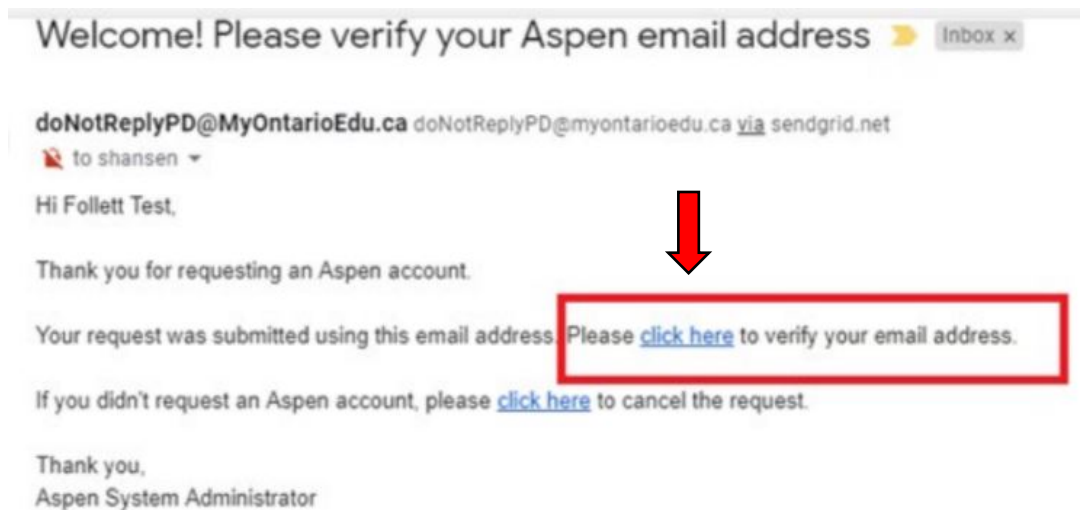 Welcome! Please verify your Aspen email address Inbox x
doNotReplyPD@MyOntarioEdu.ca doNotReplyPD@myontarioedu.ca via sendgrid.net
to shansen
Hi Follett Test,
Thank you for requesting an Aspen account.
Your request was submitted using this email address. Please click here to verify your email address.
If you didn't request an Aspen account, please click here to cancel the request.
Thank you,
Aspen System Administrator